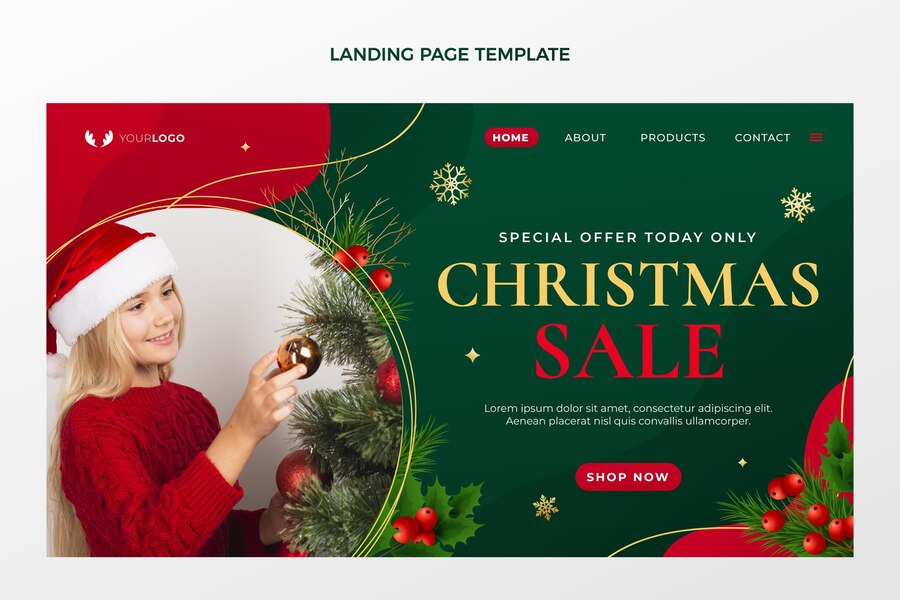 LANDING PAGE TEMPLATE
YOURLOGO
HOME ABOUT PRODUCTS CONTACT
SPECIAL OFFER TODAY ONLY
CHRISTMAS
SALE
Lorem ipsum dolor sit amet, consectetur adipiscing elit.
Aenean placerat nisl quis convallis ullamcorper.
SHOP NOW